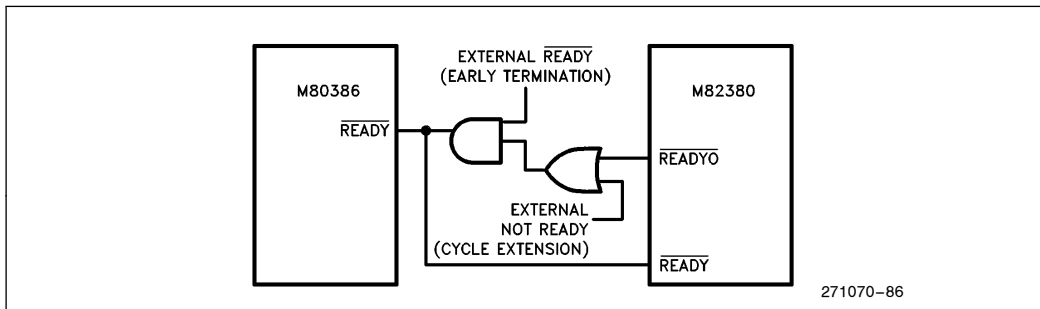 EXTERNAL READY
(EARLY TERMINATION)
M80386
M82380
READY
READYO
EXTERNAL
NOT READY
(CYCLE EXTENSION)
READY
271070–86